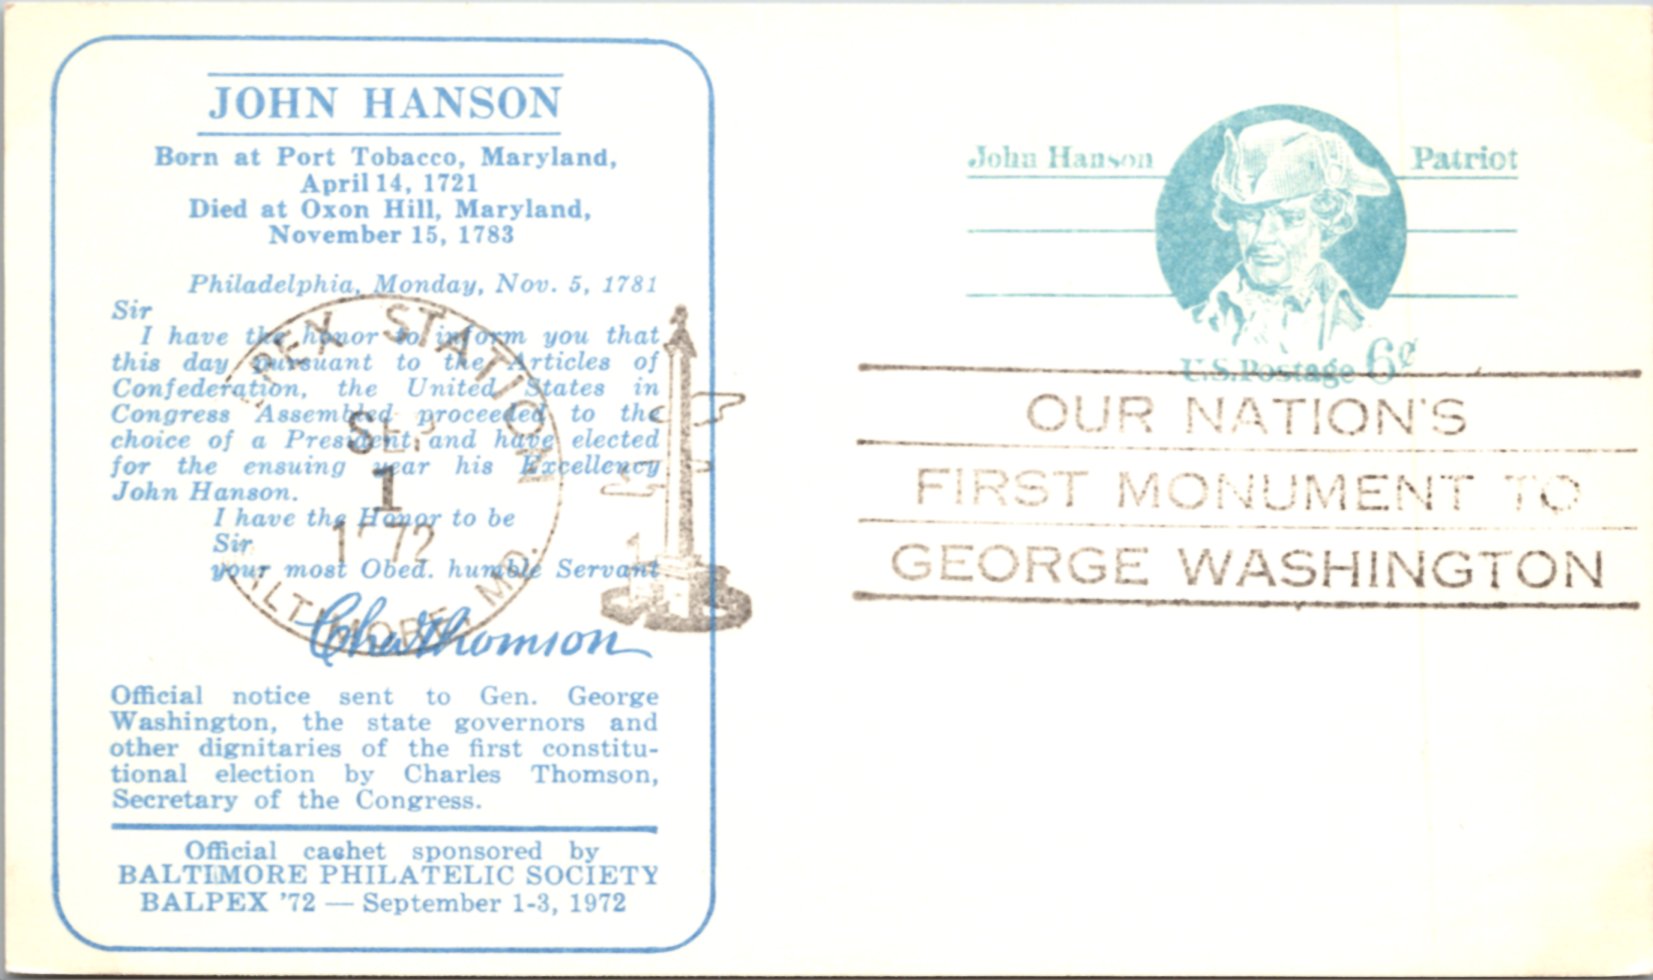 JOHN HANSON
Born at Port Tobacco, Maryland,
April 14, 1721
Died at Oxon Hill, Maryland,
November 15, 1783
Philadelphia, Monday, Nov. 5, 1781
Sir
I have the honor to inform you that
this day pursuant to the Articles of
Confederation, the United States in
Congress Assembled proceeded to the
choice of a President, and have elected
for the ensuing year his Excellency
John Hanson.
I have the Honor to be
Sir
your most Obed. humble Servant
Cha Thomson
Official notice sent to Gen. George
Washington, the state governors and
other dignitaries of the first constitu-
tional election by Charles Thomson,
Secretary of the Congress.
Official cachet sponsored by
BALTIMORE PHILATELIC SOCIETY
BALPEX '72 — September 1-3, 1972
LPEX STATION
SEP
1
1972
ALTIMORE, MD.
John Hanson Patriot
U.S. Postage 6¢
OUR NATION'S
FIRST MONUMENT TO
GEORGE WASHINGTON